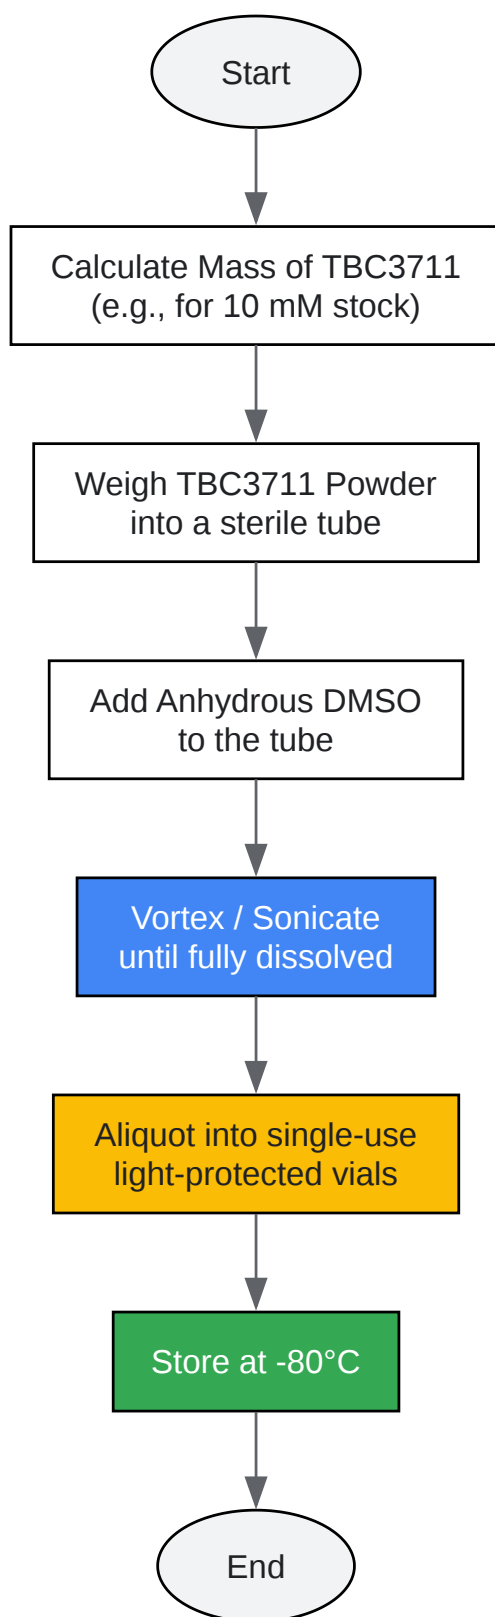 Start
Calculate Mass of TBC3711
(e.g., for 10 mM stock)
Weigh TBC3711 Powder
into a sterile tube
Add Anhydrous DMSO
to the tube
Vortex / Sonicate
until fully dissolved
Aliquot into single-use
light-protected vials
Store at -80°C
End